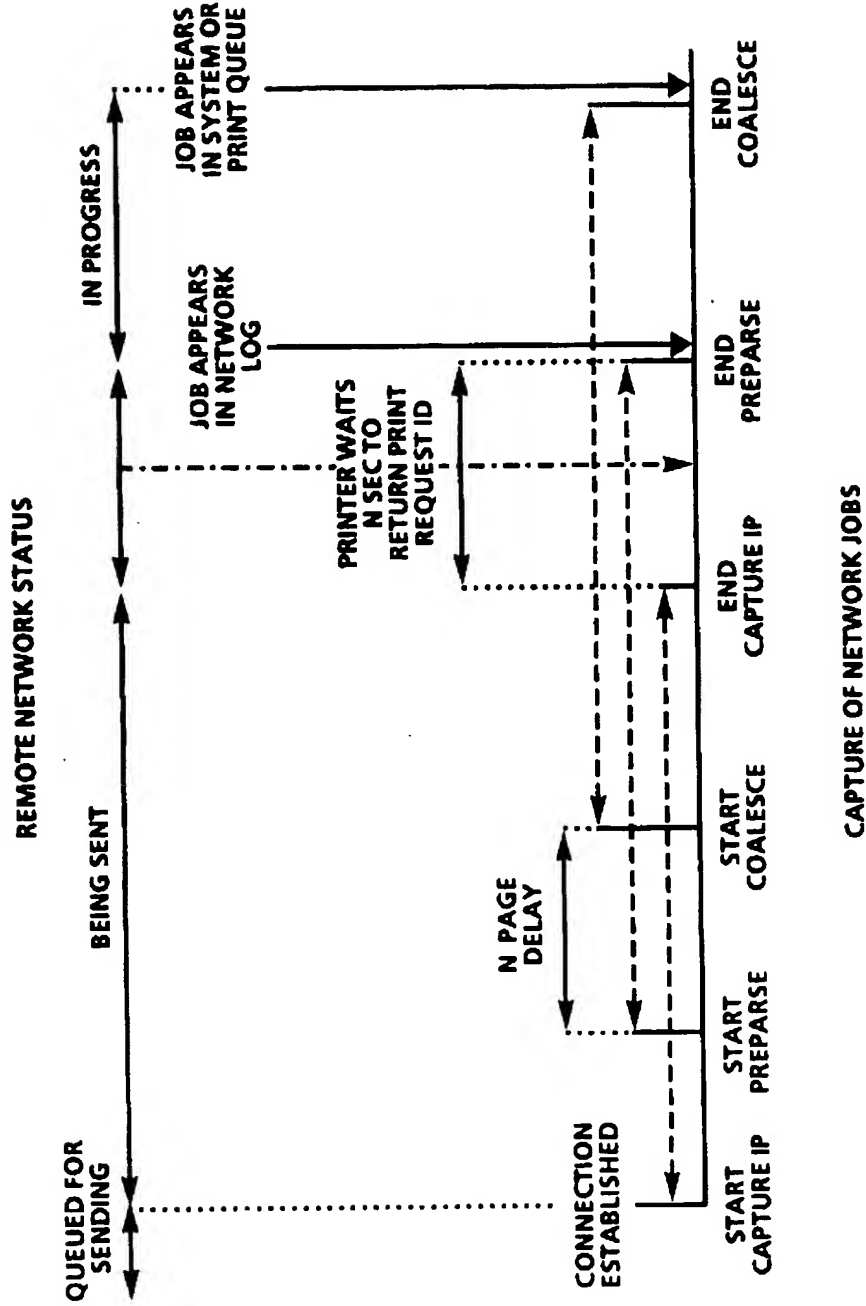 REMOTE NETWORK STATUS
QUEUED FOR
SENDING
BEING SENT
IN PROGRESS
JOB APPEARS
IN NETWORK
LOG
JOB APPEARS
IN SYSTEM OR
PRINT QUEUE
PRINTER WAITS
N SEC TO
RETURN PRINT
REQUEST ID
N PAGE
DELAY
CONNECTION
ESTABLISHED
START
CAPTURE IP
START
PREPARSE
START
COALESCE
END
CAPTURE IP
END
PREPARSE
END
COALESCE
CAPTURE OF NETWORK JOBS